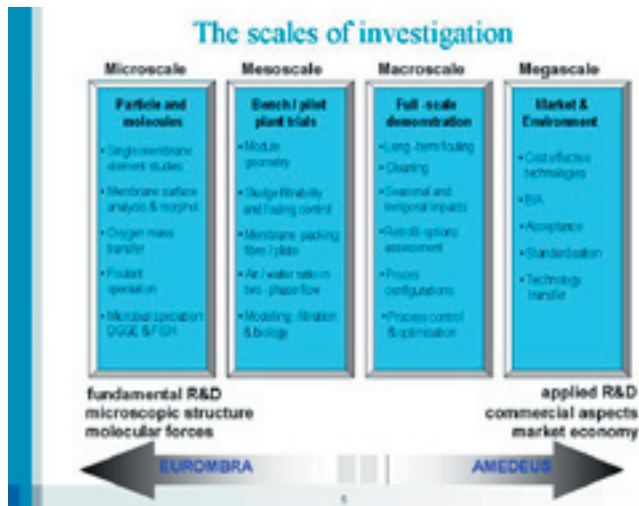 The scales of investigation
Microscale
Mesoscale
Macroscale
Megascale
Particle and
molecules
• Single membrane
element studies
• Membrane surface
analysis & morphol.
• Oxygen mass
transfer
• Foulant
speciation
• Microbial speciation:
DGGE & FISH
Bench / pilot
plant trials
• Module
geometry
• Sludge filtrability
and fouling control
• Membrane packing
fibre / plate
• Air / water ratio in
two - phase flow
• Modelling : filtration
& biology
Full -scale
demonstration
• Long -term fouling
• Cleaning
• Seasonal and
temporal impacts
• Retrofit options
assessment
• Process
configurations
• Process control
& optimisation
Market &
Environment
• Cost effective
technologies
• EIA
• Acceptance
• Standardisation
• Technology
transfer
fundamental R&D
microscopic structure
molecular forces
applied R&D
commercial aspects
market economy
EUROMBRA
AMEDEUS